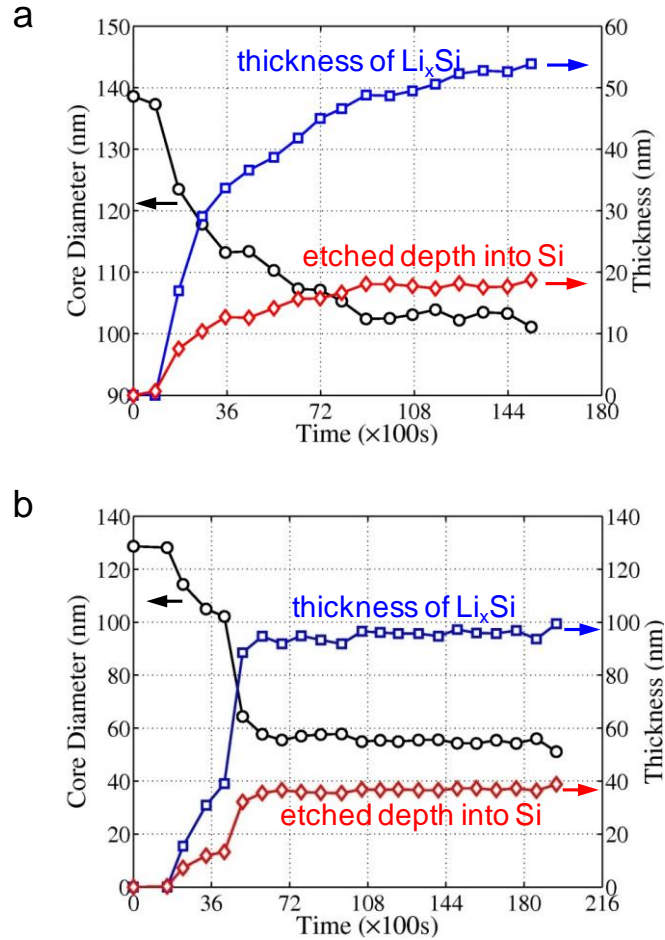 a
thickness of LiₓSi
etched depth into Si
Core Diameter (nm)
150
140
130
120
110
100
90
Thickness (nm)
60
50
40
30
20
10
0
0 36 72 108 144 180
Time (×100s)
b
thickness of LiₓSi
etched depth into Si
Core Diameter (nm)
140
120
100
80
60
40
20
0
Thickness (nm)
140
120
100
80
60
40
20
0
0 36 72 108 144 180 216
Time (×100s)